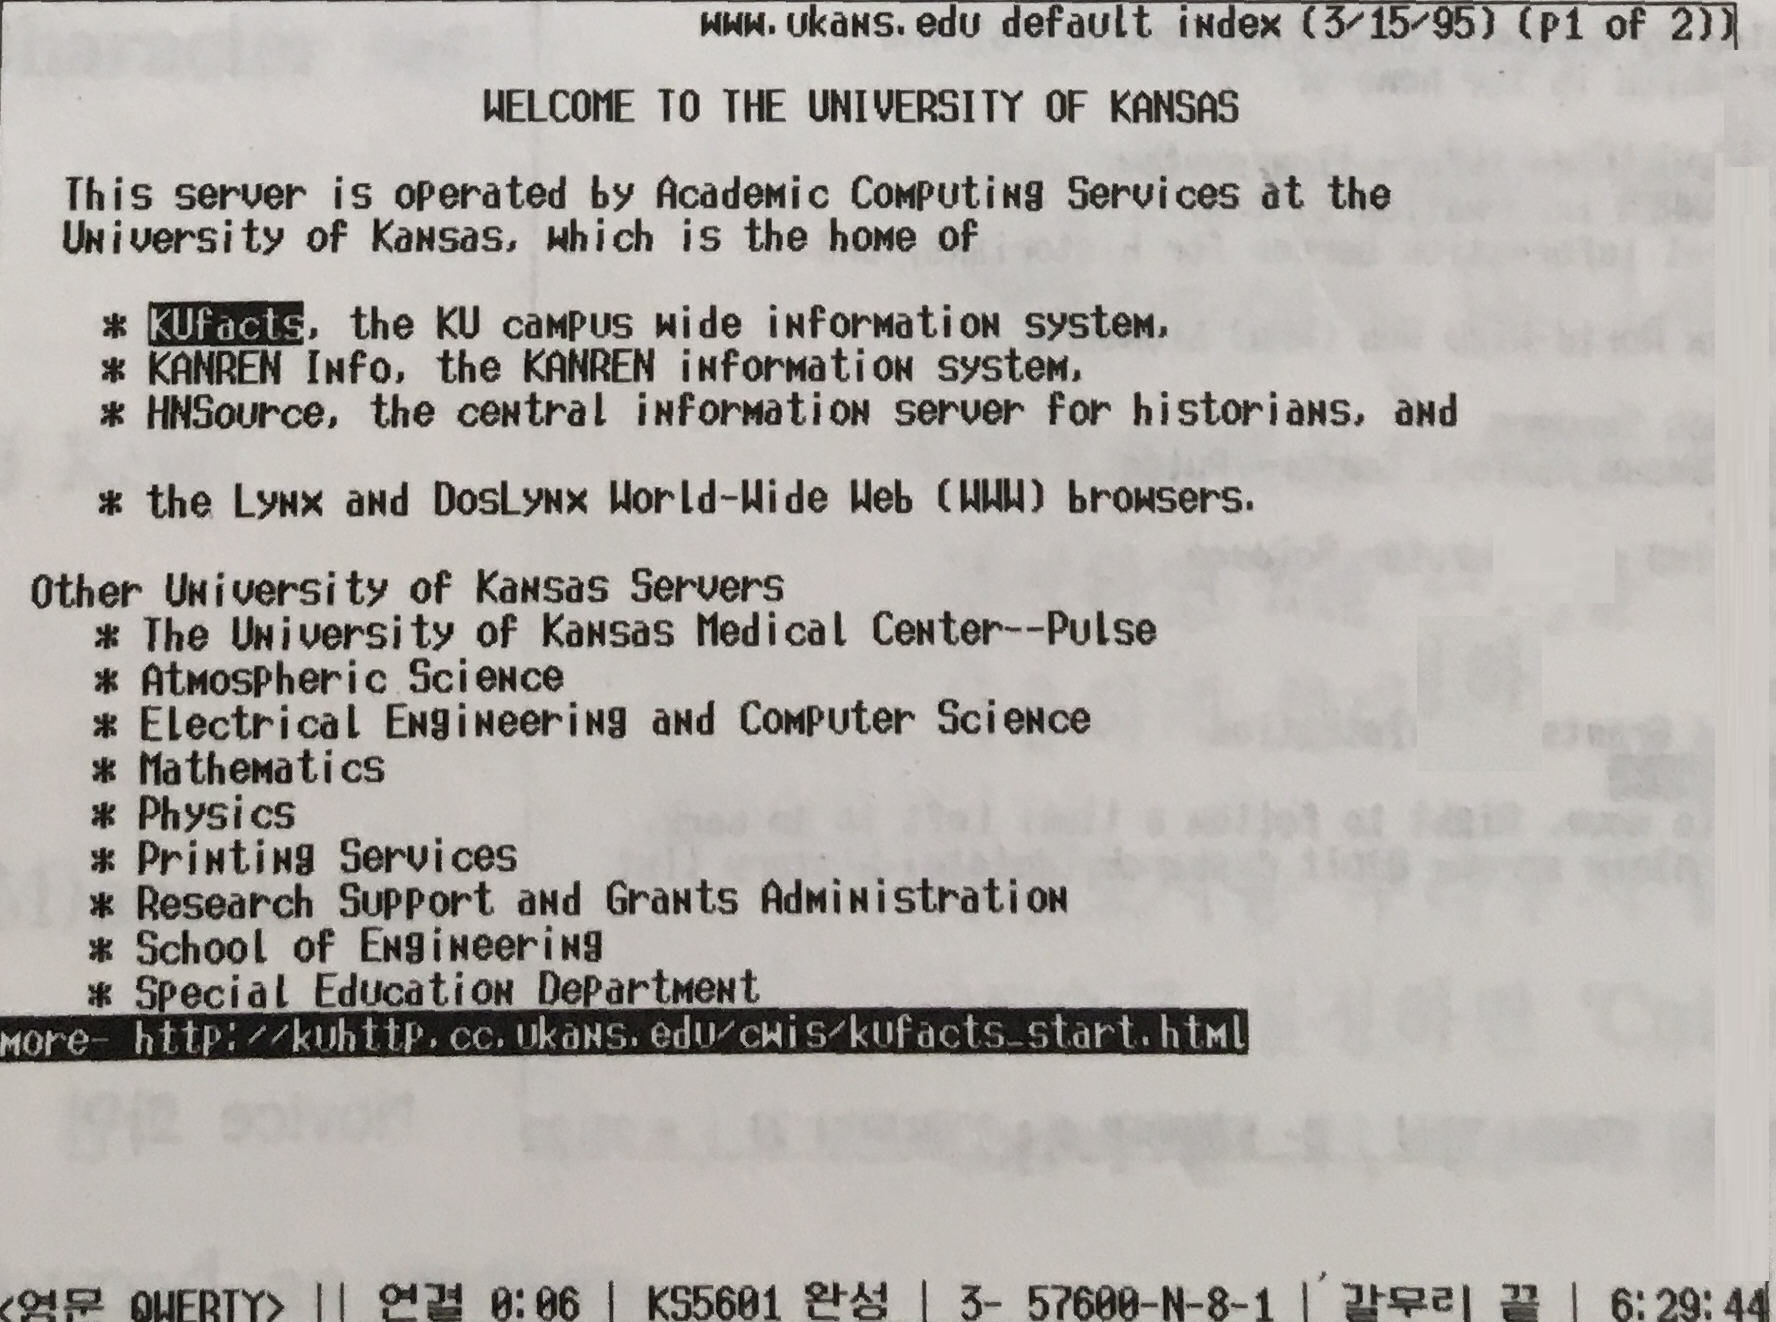 www.ukans.edu default index (3/15/95) (p1 of 2))
WELCOME TO THE UNIVERSITY OF KANSAS
This server is operated by Academic Computing Services at the
University of Kansas, which is the home of
* KUfacts, the KU campus wide information system,
* KANREN Info, the KANREN information system,
* HNSource, the central information server for historians, and
* the Lynx and DosLynx World-Wide Web (WWW) browsers.
Other University of Kansas Servers
* The University of Kansas Medical Center--Pulse
* Atmospheric Science
* Electrical Engineering and Computer Science
* Mathematics
* Physics
* Printing Services
* Research Support and Grants Administration
* School of Engineering
* Special Education Department
more- http://kuhttp.cc.ukans.edu/cwis/kufacts_start.html
<영문 QWERTY> || 연결 0:06 | KS5601 완성 | 3- 57600-N-8-1 | 갈무리 끝 | 6:29:44